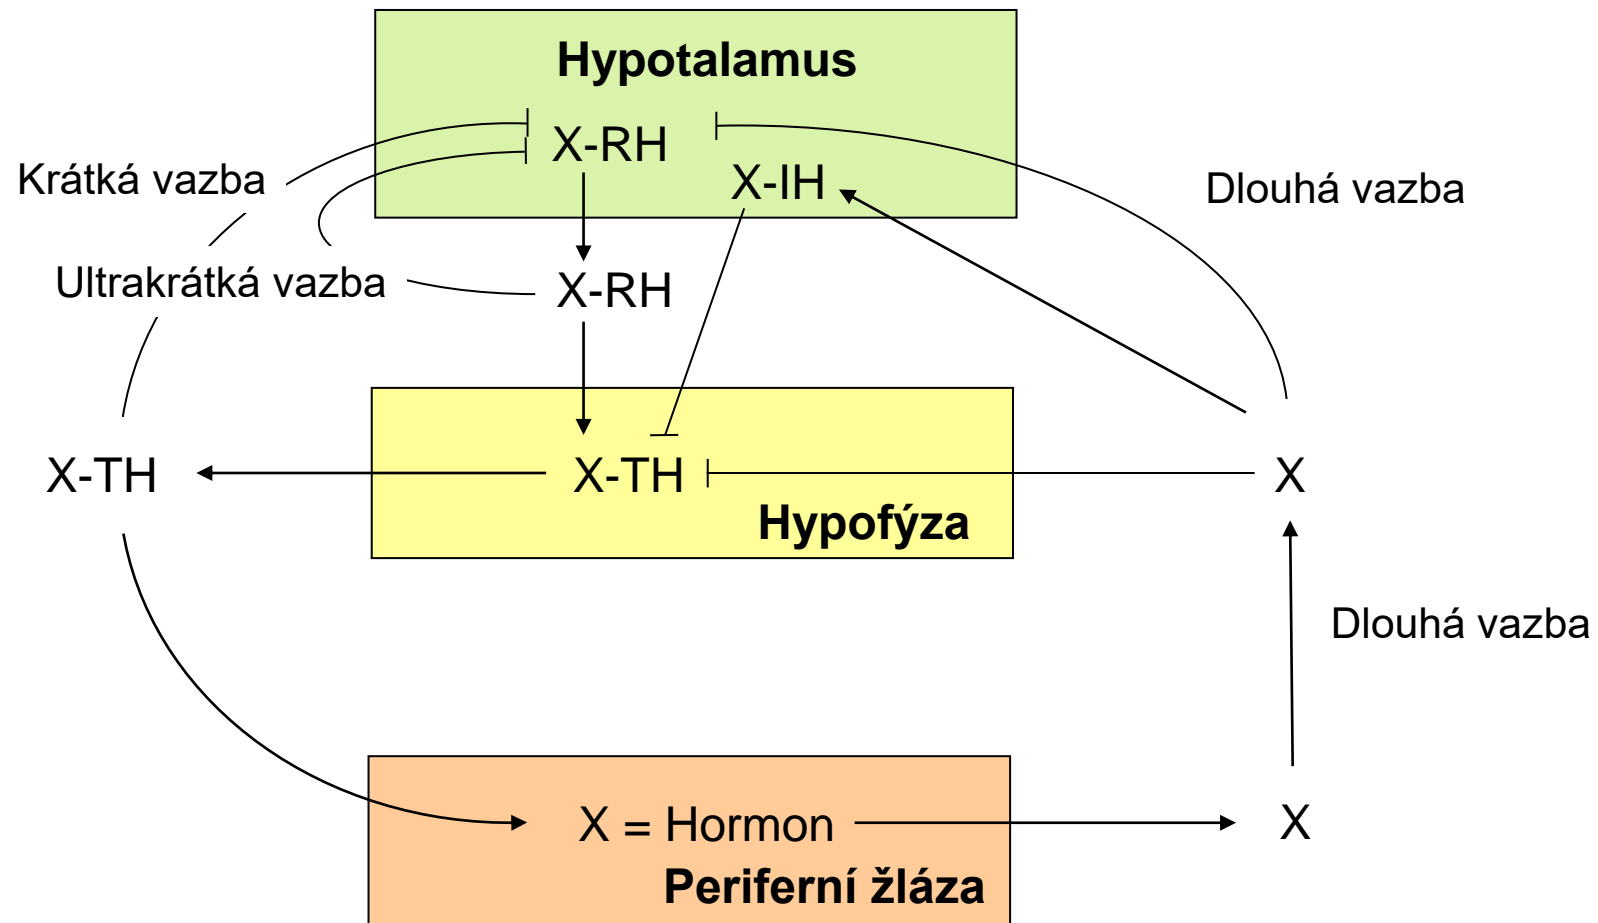 Hypotalamus
X-RH
Krátká vazba
X-IH
Dlouhá vazba
Ultrakrátká vazba
X-RH
X-TH
X-TH
X
Hypofýza
Dlouhá vazba
X = Hormon
X
Periferní žláza